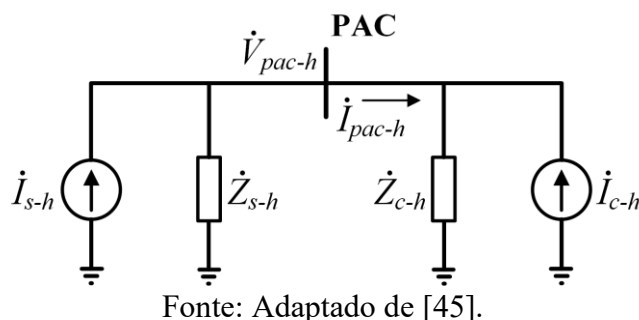 PAC
V̇pac-h
İpac-h
İs-h
Żs-h
Żc-h
İc-h
Fonte: Adaptado de [45].